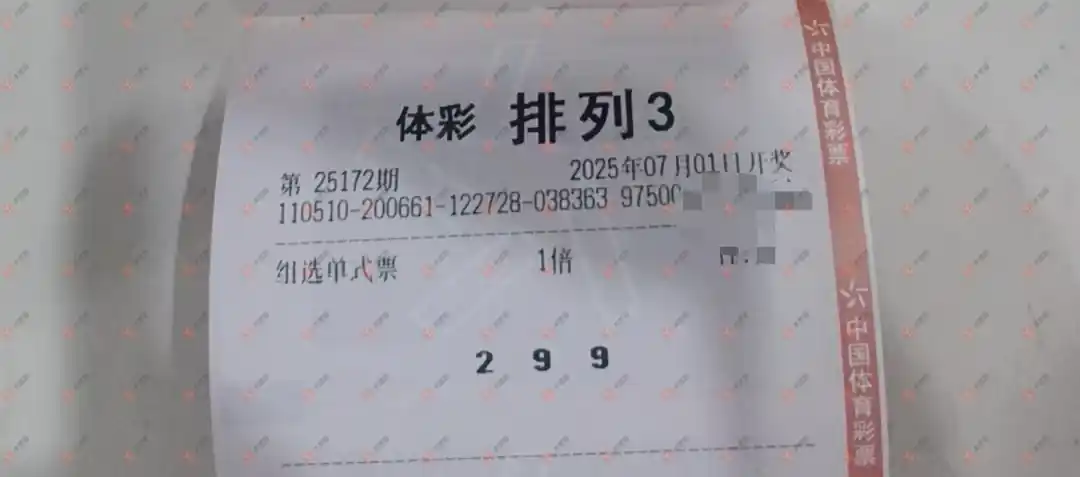 体彩 排列3
第 25172期 2025年07月01日开奖
110510-200661-122728-038363 97500
组选单式票 1倍
2 9 9
中国体育彩票
中国体育彩票